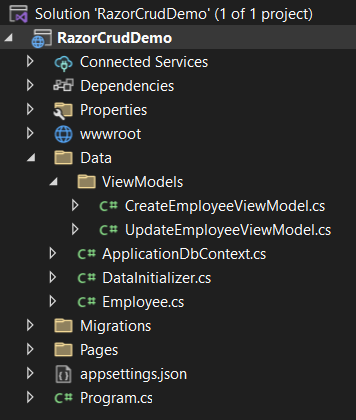 Solution 'RazorCrudDemo' (1 of 1 project)
RazorCrudDemo
Connected Services
Dependencies
Properties
wwwroot
Data
ViewModels
C# CreateEmployeeViewModel.cs
C# UpdateEmployeeViewModel.cs
C# ApplicationDbContext.cs
C# DataInitializer.cs
C# Employee.cs
Migrations
Pages
appsettings.json
C# Program.cs